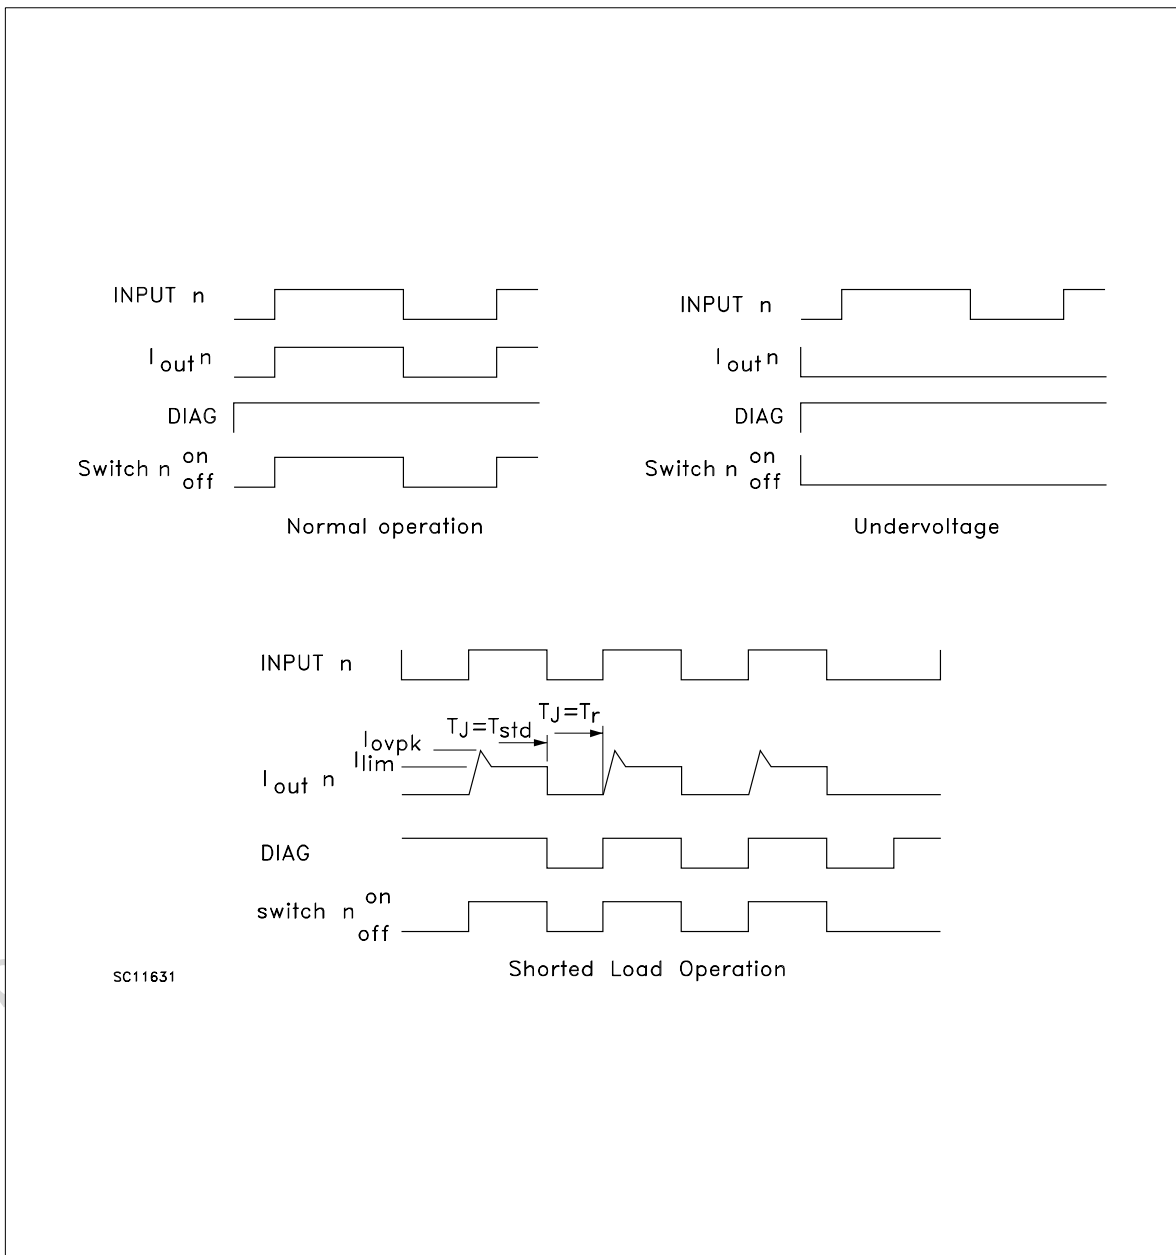 INPUT n
I out n
DIAG
Switch n on off
Normal operation
INPUT n
I out n
DIAG
Switch n on off
Undervoltage
INPUT n
TJ=Tstd
TJ=Tr
Iovpk
Ilim
I out n
DIAG
switch n on off
Shorted Load Operation
SC11631